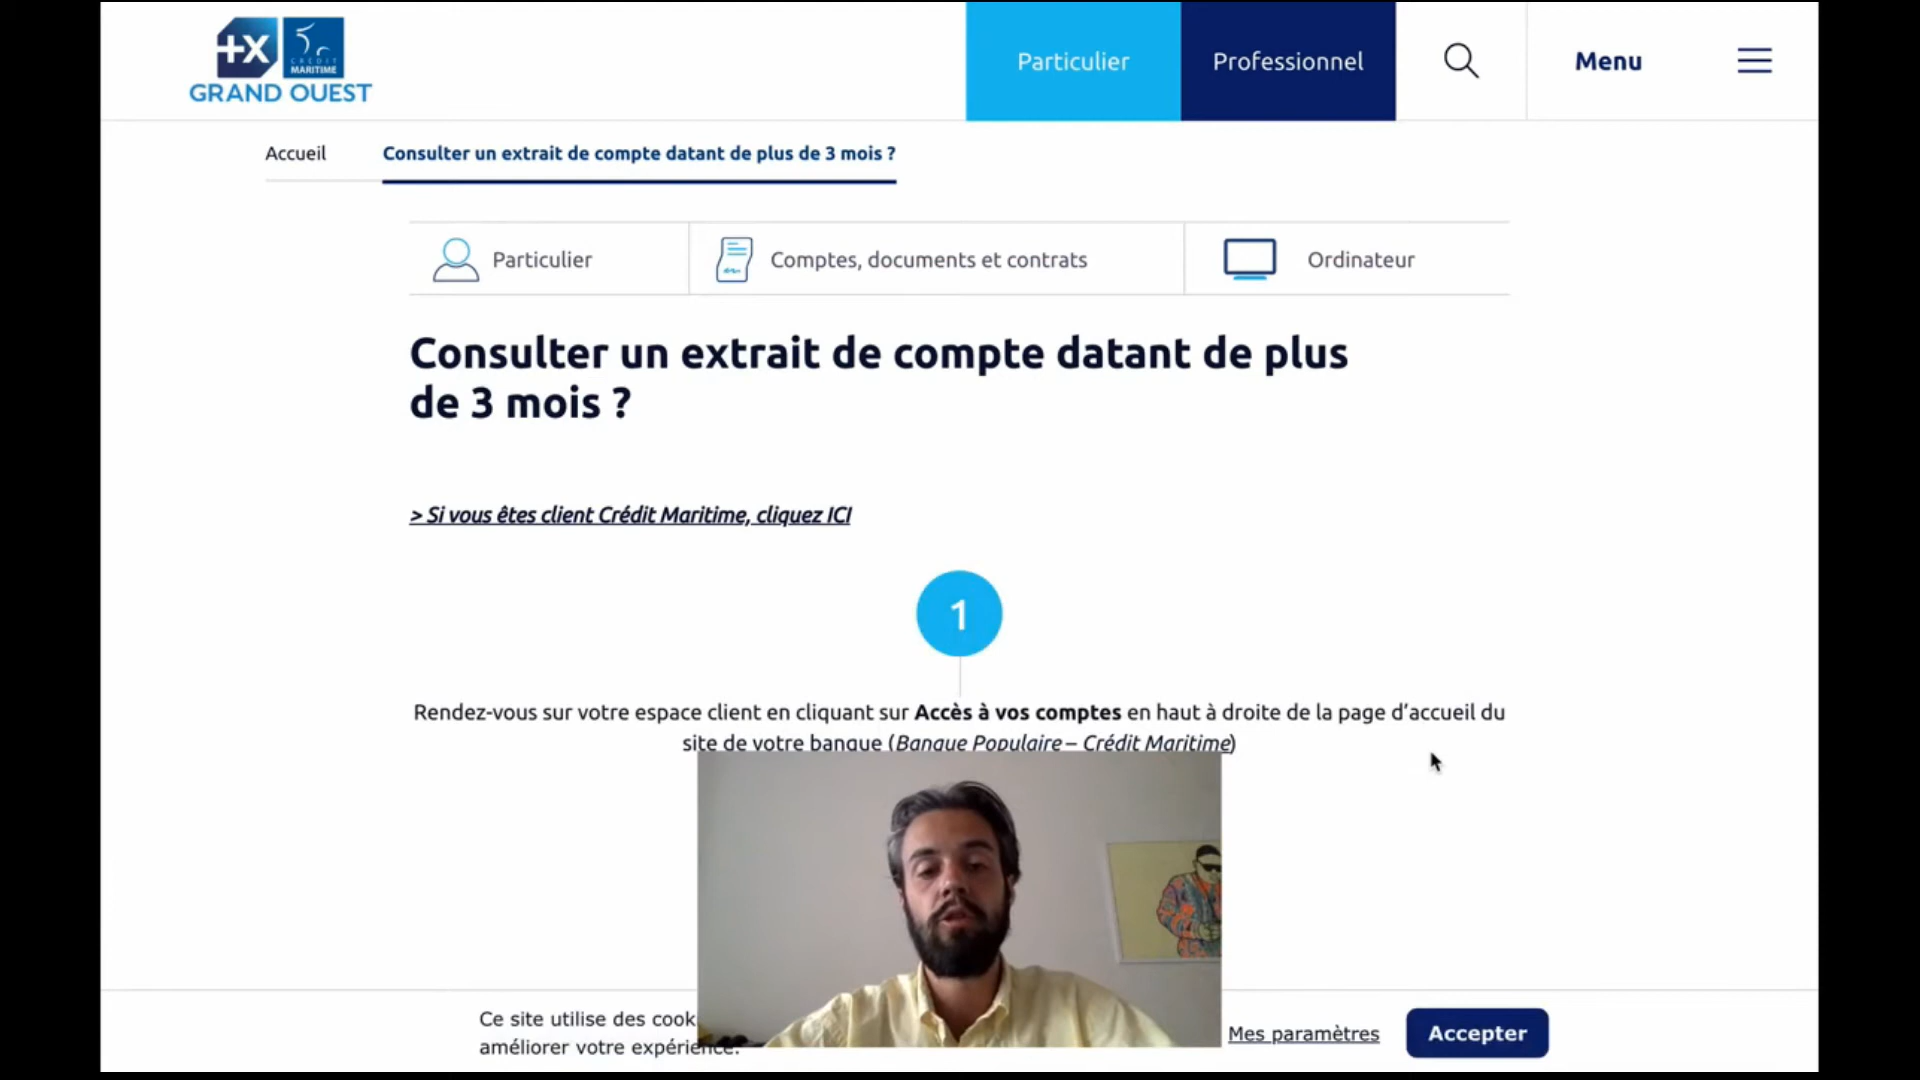 +X
CRÉDIT
MARITIME
GRAND OUEST
Particulier
Professionnel
Menu
Accueil
Consulter un extrait de compte datant de plus de 3 mois ?
Particulier
Comptes, documents et contrats
Ordinateur
Consulter un extrait de compte datant de plus
de 3 mois ?
> Si vous êtes client Crédit Maritime, cliquez ICI
1
Rendez-vous sur votre espace client en cliquant sur Accès à vos comptes en haut à droite de la page d’accueil du
site de votre banque (Banque Populaire – Crédit Maritime)
Ce site utilise des cook
améliorer votre expérience.
Mes paramètres
Accepter